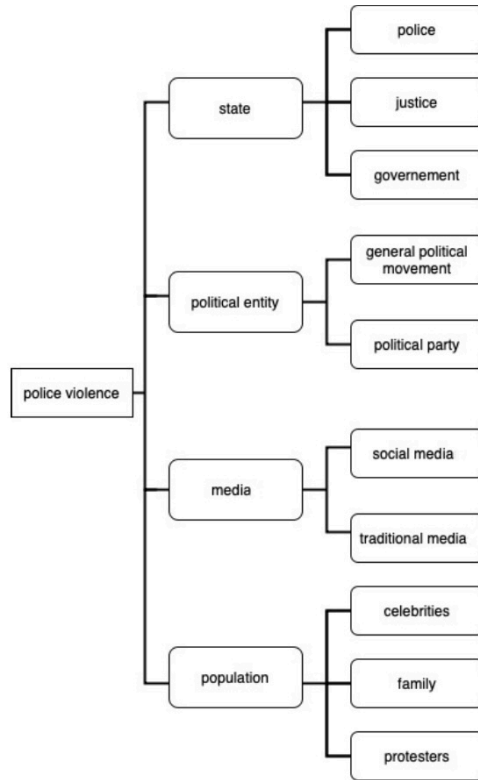 police violence
state
police
justice
governement
political entity
general political
movement
political party
media
social media
traditional media
population
celebrities
family
protesters